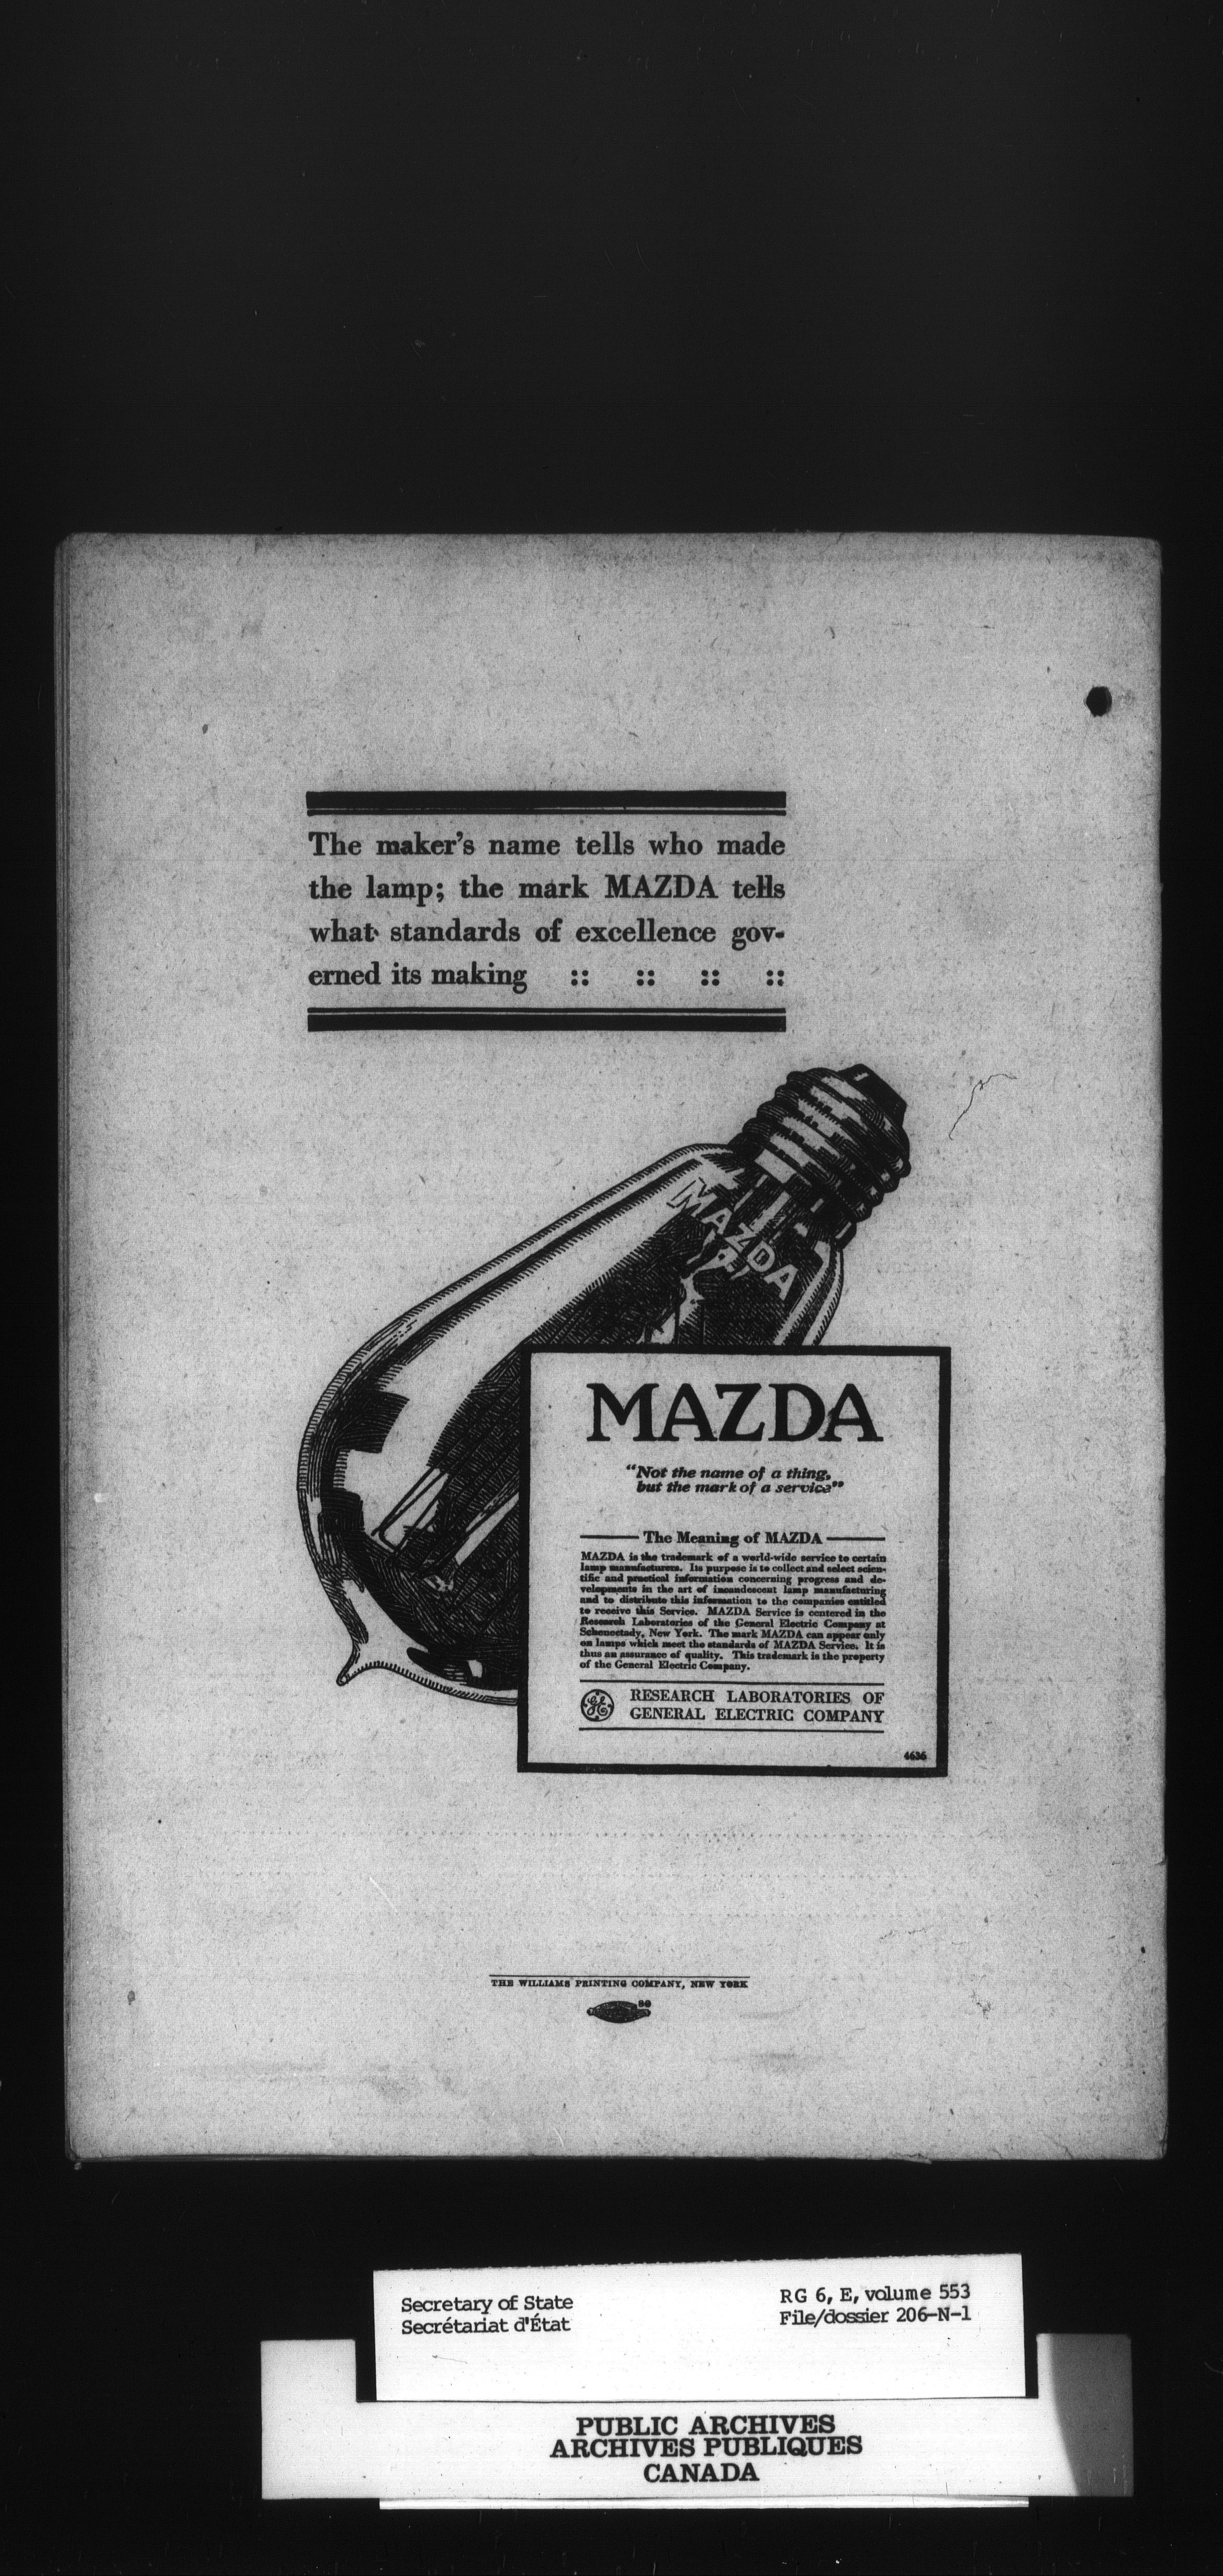 The maker's name tells who made
the lamp; the mark MAZDA tells
what standards of excellence gov-
erned its making :: :: :: ::
MAZDA
MAZDA
"Not the name of a thing,
but the mark of a service"
The Meaning of MAZDA
MAZDA is the trademark of a world-wide service to certain
lamp manufacturers. Its purpose is to collect and select scien-
tific and practical information concerning progress and de-
velopments in the art of incandescent lamp manufacturing
and to distribute this information to the companies entitled
to receive this Service. MAZDA Service is centered in the
Research Laboratories of the General Electric Company at
Schenectady, New York. The mark MAZDA can appear only
on lamps which meet the standards of MAZDA Service. It is
thus an assurance of quality. This trademark is the property
of the General Electric Company.
GE
RESEARCH LABORATORIES OF
GENERAL ELECTRIC COMPANY
4636
THE WILLIAMS PRINTING COMPANY, NEW YORK
Secretary of State
Secrétariat d'État
RG 6, E, volume 553
File/dossier 206-N-1
PUBLIC ARCHIVES
ARCHIVES PUBLIQUES
CANADA